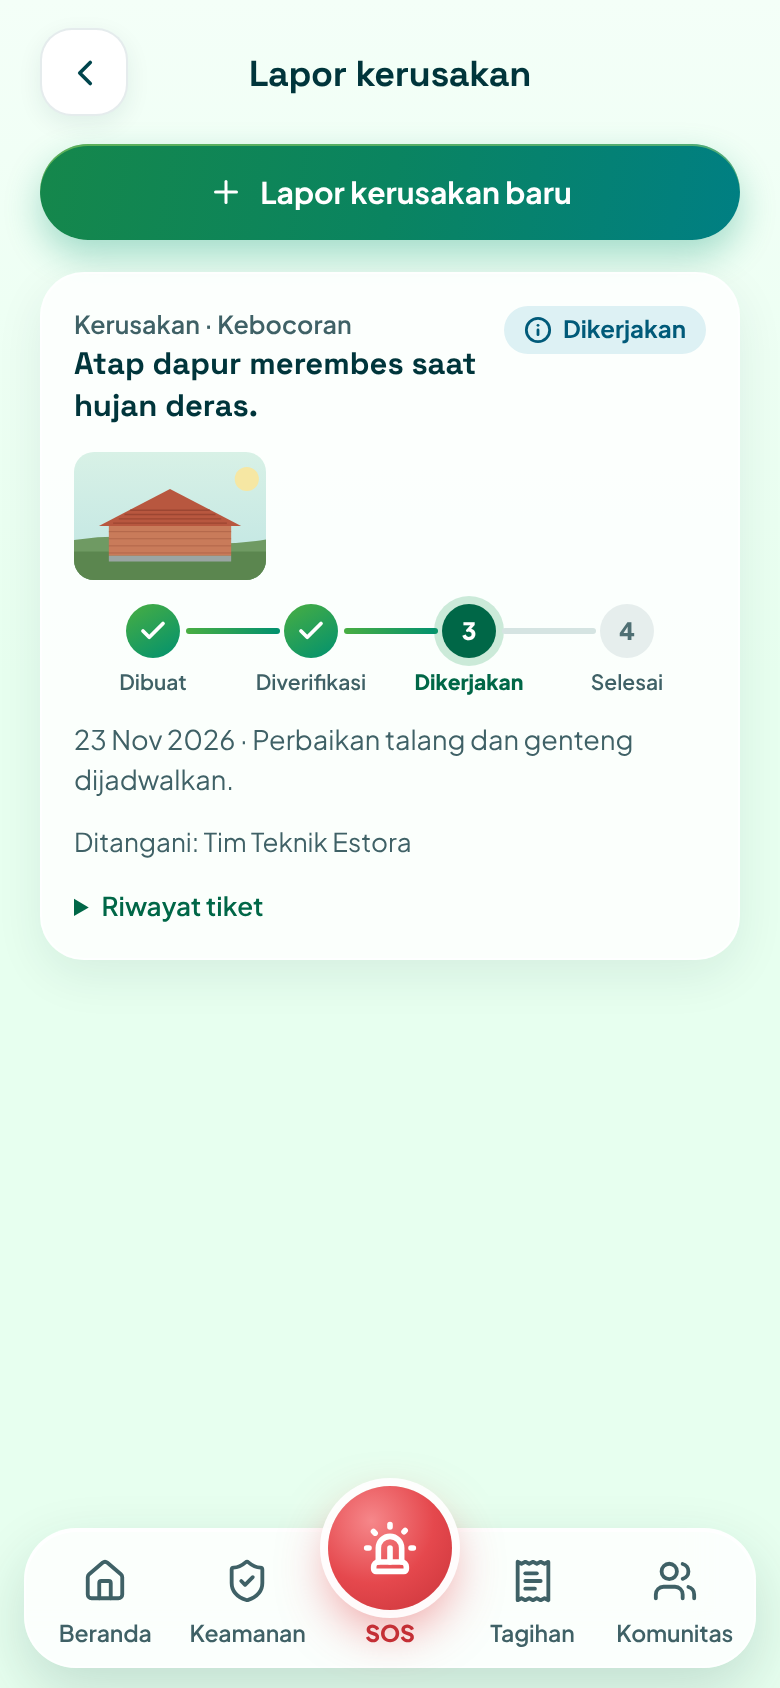 Lapor kerusakan
Lapor kerusakan baru
Kerusakan · Kebocoran
Dikerjakan
Atap dapur merembes saat
hujan deras.
3
4
Dibuat
Diverifikasi
Dikerjakan
Selesai
23 Nov 2026 · Perbaikan talang dan genteng
dijadwalkan.
Ditangani: Tim Teknik Estora
Riwayat tiket
Beranda
Keamanan
SOS
Tagihan
Komunitas